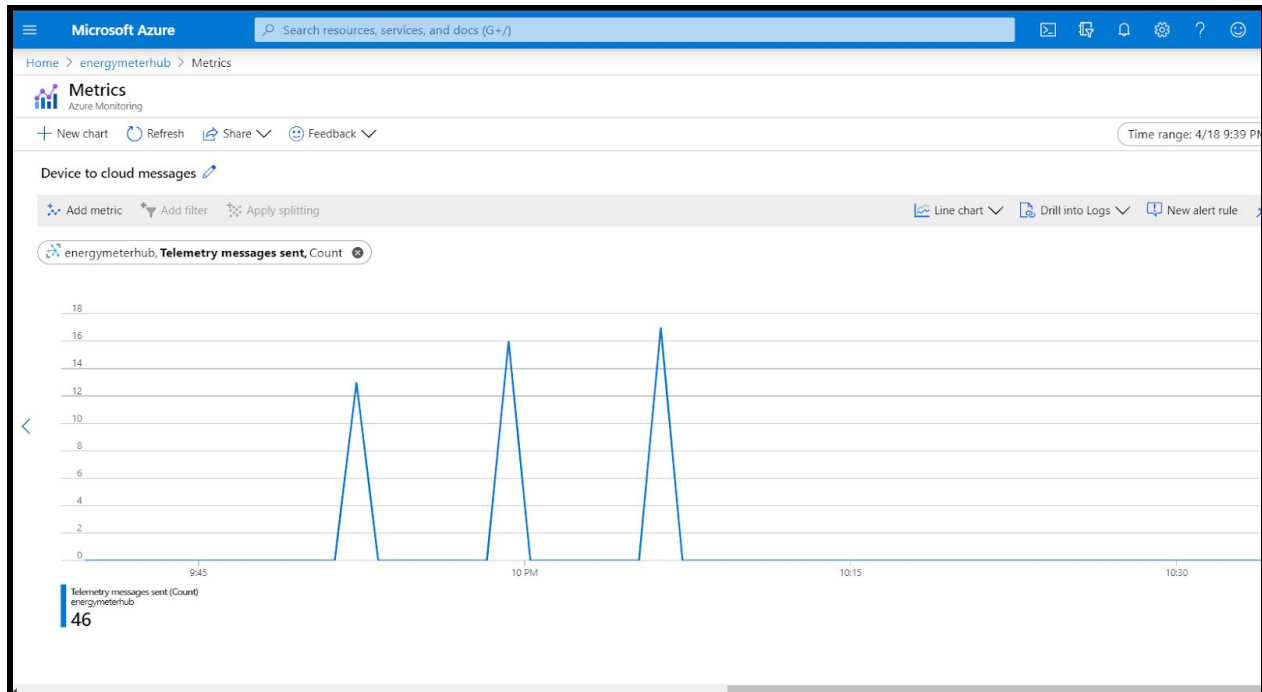 Microsoft Azure
Search resources, services, and docs (G+/)
Home > energymeterhub > Metrics
Metrics
Azure Monitoring
New chart Refresh Share Feedback
Time range: 4/18 9:39 PM
Device to cloud messages
Add metric Add filter Apply splitting Line chart Drill into Logs New alert rule
energymeterhub, Telemetry messages sent, Count
18
16
14
12
10
8
6
4
2
0
9:45 10 PM 10:15 10:30
Telemetry messages sent (Count)
energymeterhub
46